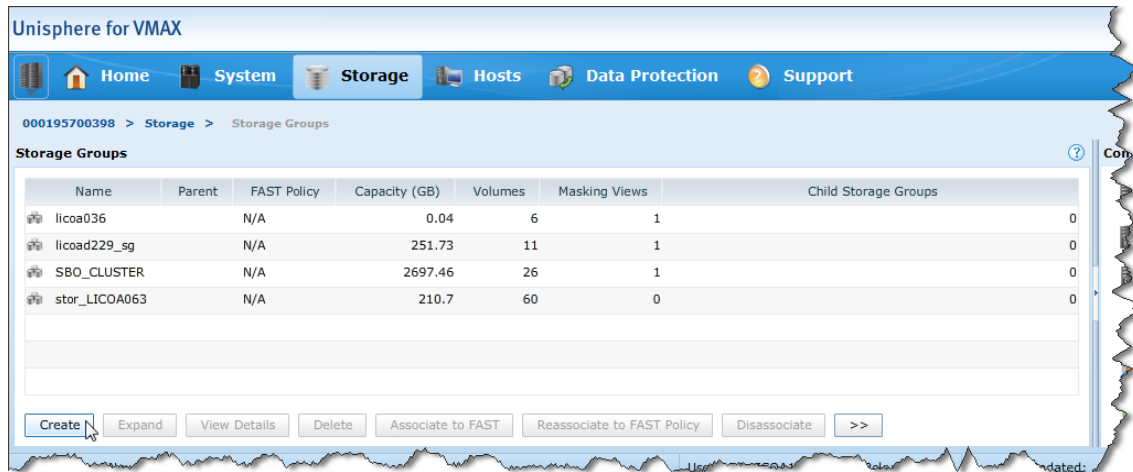 Unisphere for VMAX
Home System Storage Hosts Data Protection Support
000195700398 > Storage > Storage Groups
Storage Groups
Name Parent FAST Policy Capacity (GB) Volumes Masking Views Child Storage Groups
licoa036 N/A 0.04 6 1 0
licoad229_sg N/A 251.73 11 1 0
SBO_CLUSTER N/A 2697.46 26 1 0
stor_LICOA063 N/A 210.7 60 0 0
Create Expand View Details Delete Associate to FAST Reassociate to FAST Policy Disassociate >>